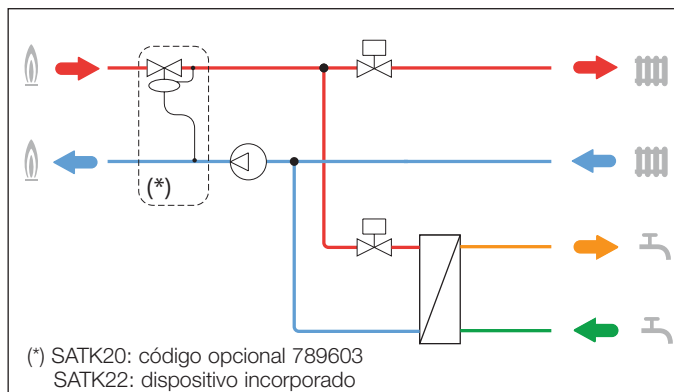 (*)
(*) SATK20: código opcional 789603
SATK22: dispositivo incorporado